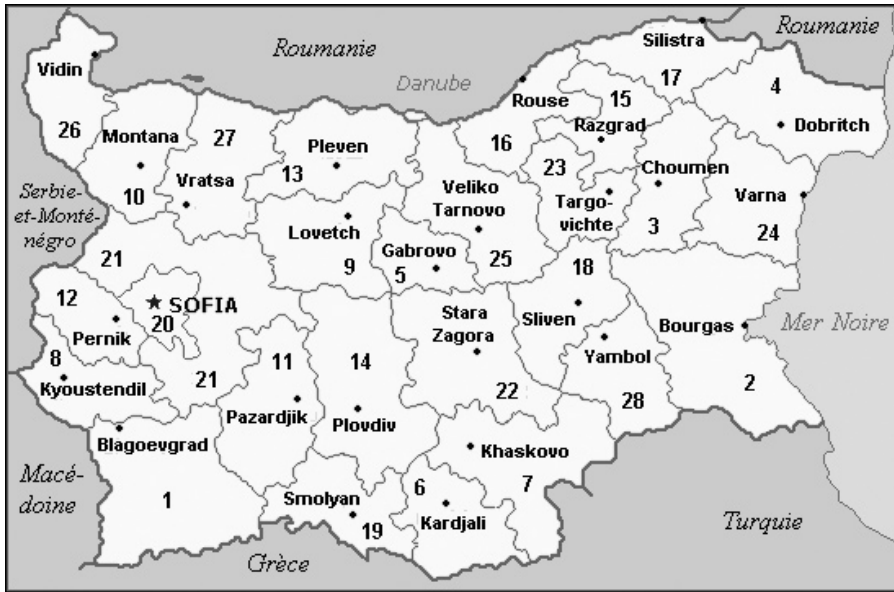 Roumanie
Roumanie
Silistra
Vidin
Danube
17
4
Rouse
15
26
Montana
27
Razgrad
Dobritch
16
Pleven
13
23
Choumen
10
Vratsa
Veliko
Tarnovo
Targo-
vichte
Varna
Serbie-
et-Monté-
négro
Lovetch
3
24
Gabrovo
21
9
5
25
18
12
SOFIA
20
Pernik
Stara
Zagora
Sliven
Bourgas
Mer Noire
8
11
14
Yambol
Kyoustendil
21
22
2
28
Pazardjik
Plovdiv
Blagoevgrad
Khaskovo
Macé-
doine
1
Smolyan
6
7
Kardjali
19
Turquie
Grèce